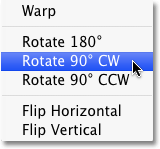 Warp
Rotate 180°
Rotate 90° CW
Rotate 90° CCW
Flip Horizontal
Flip Vertical